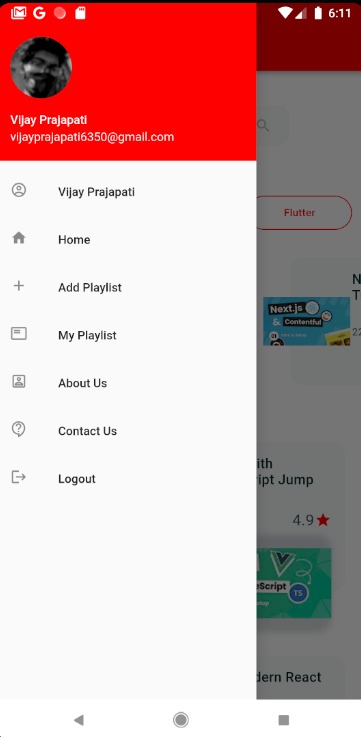 6:11
Vijay Prajapati
vijayprajapati6350@gmail.com
Vijay Prajapati
Home
Add Playlist
My Playlist
About Us
Contact Us
Logout
Flutter
N
T
Next.js
& Contentful
22
ith
ript Jump
4.9
eScript
TS
dern React